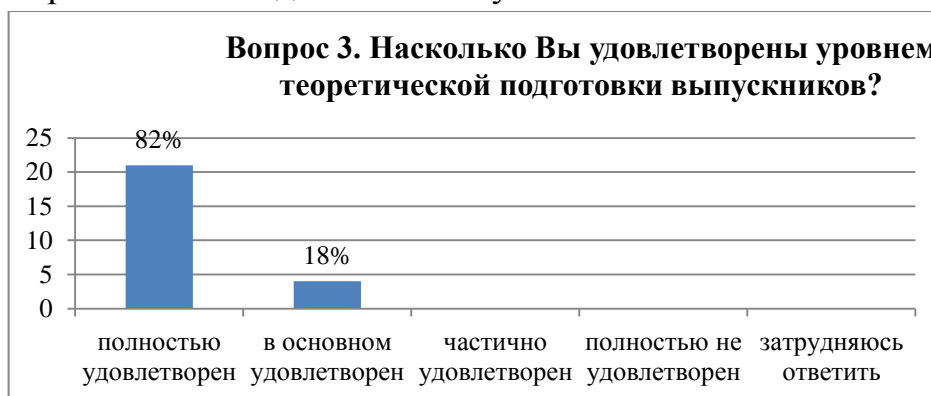 Вопрос 3. Насколько Вы удовлетворены уровнем
теоретической подготовки выпускников?
82%
18%
25
20
15
10
5
0
полностью удовлетворен
в основном удовлетворен
частично удовлетворен
полностью не удовлетворен
затрудняюсь ответить